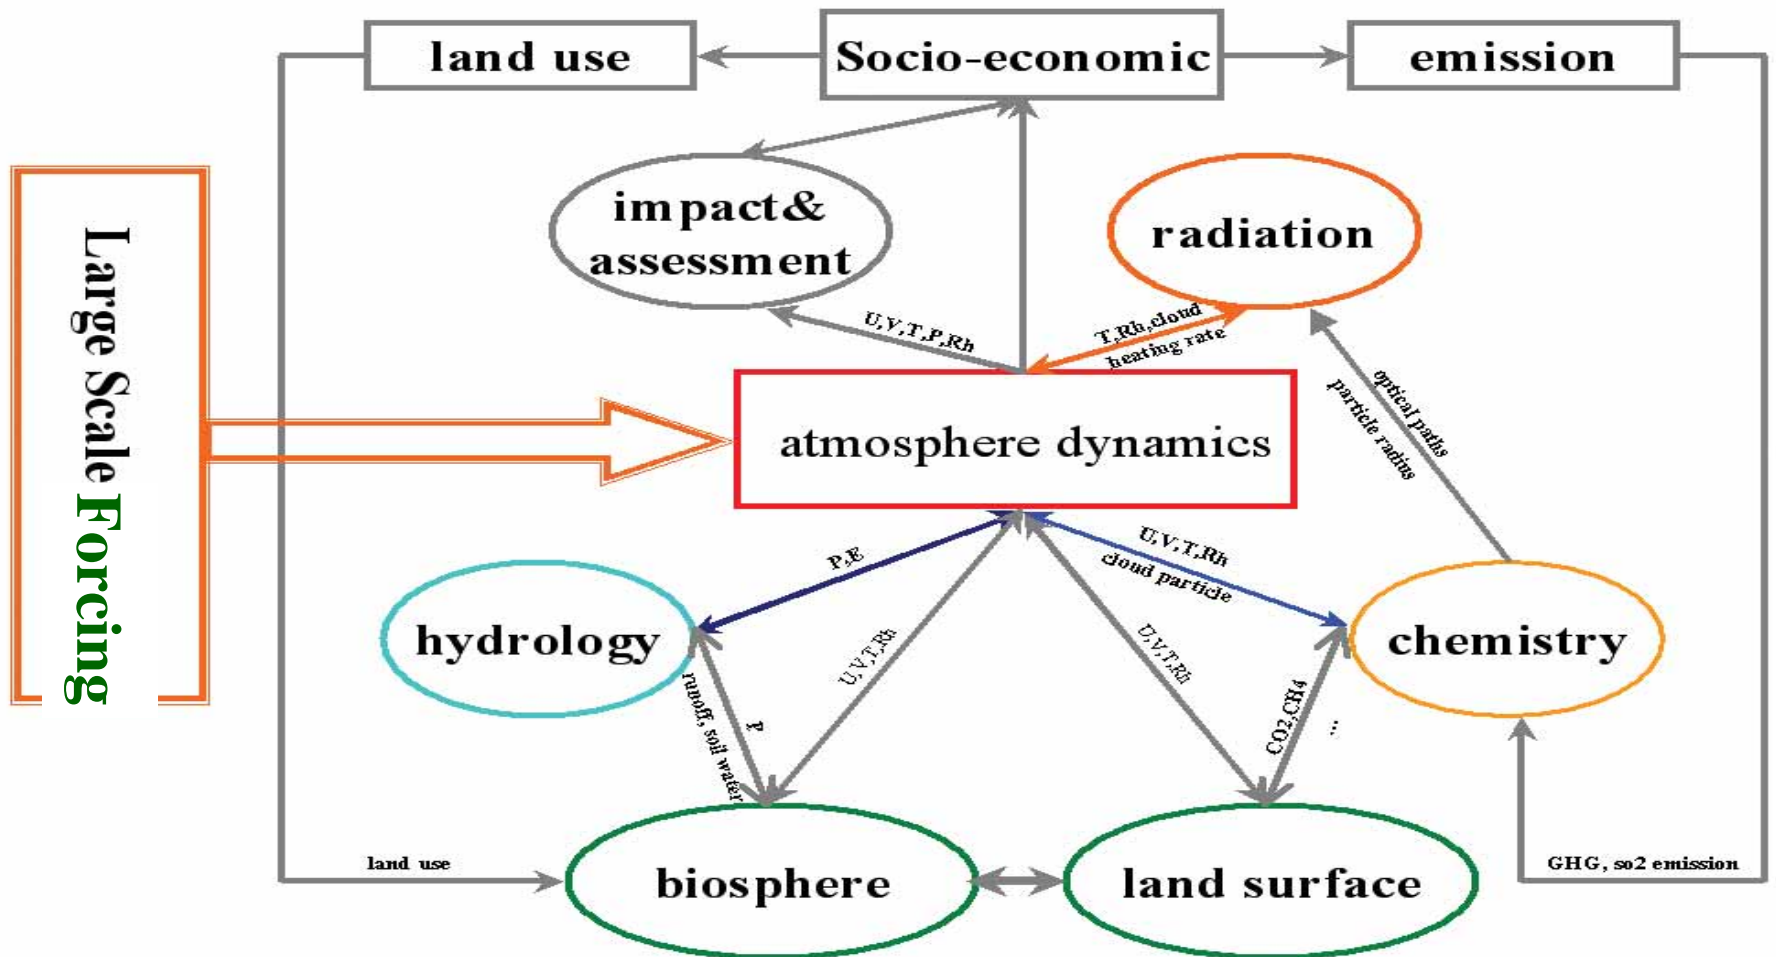 land use
Socio-economic
emission
Large Scale Forcing
impact&
assessment
radiation
U,V,T,P,Rh
T,Rh,cloud
heating rate
optical paths
particle radius
atmosphere dynamics
P,E
U,V,T,Rh
cloud particle
hydrology
U,V,T,Rh
U,V,T,Rh
chemistry
runoff, soil water
P
CO2,CH4
...
land use
biosphere
land surface
GHG, so2 emission